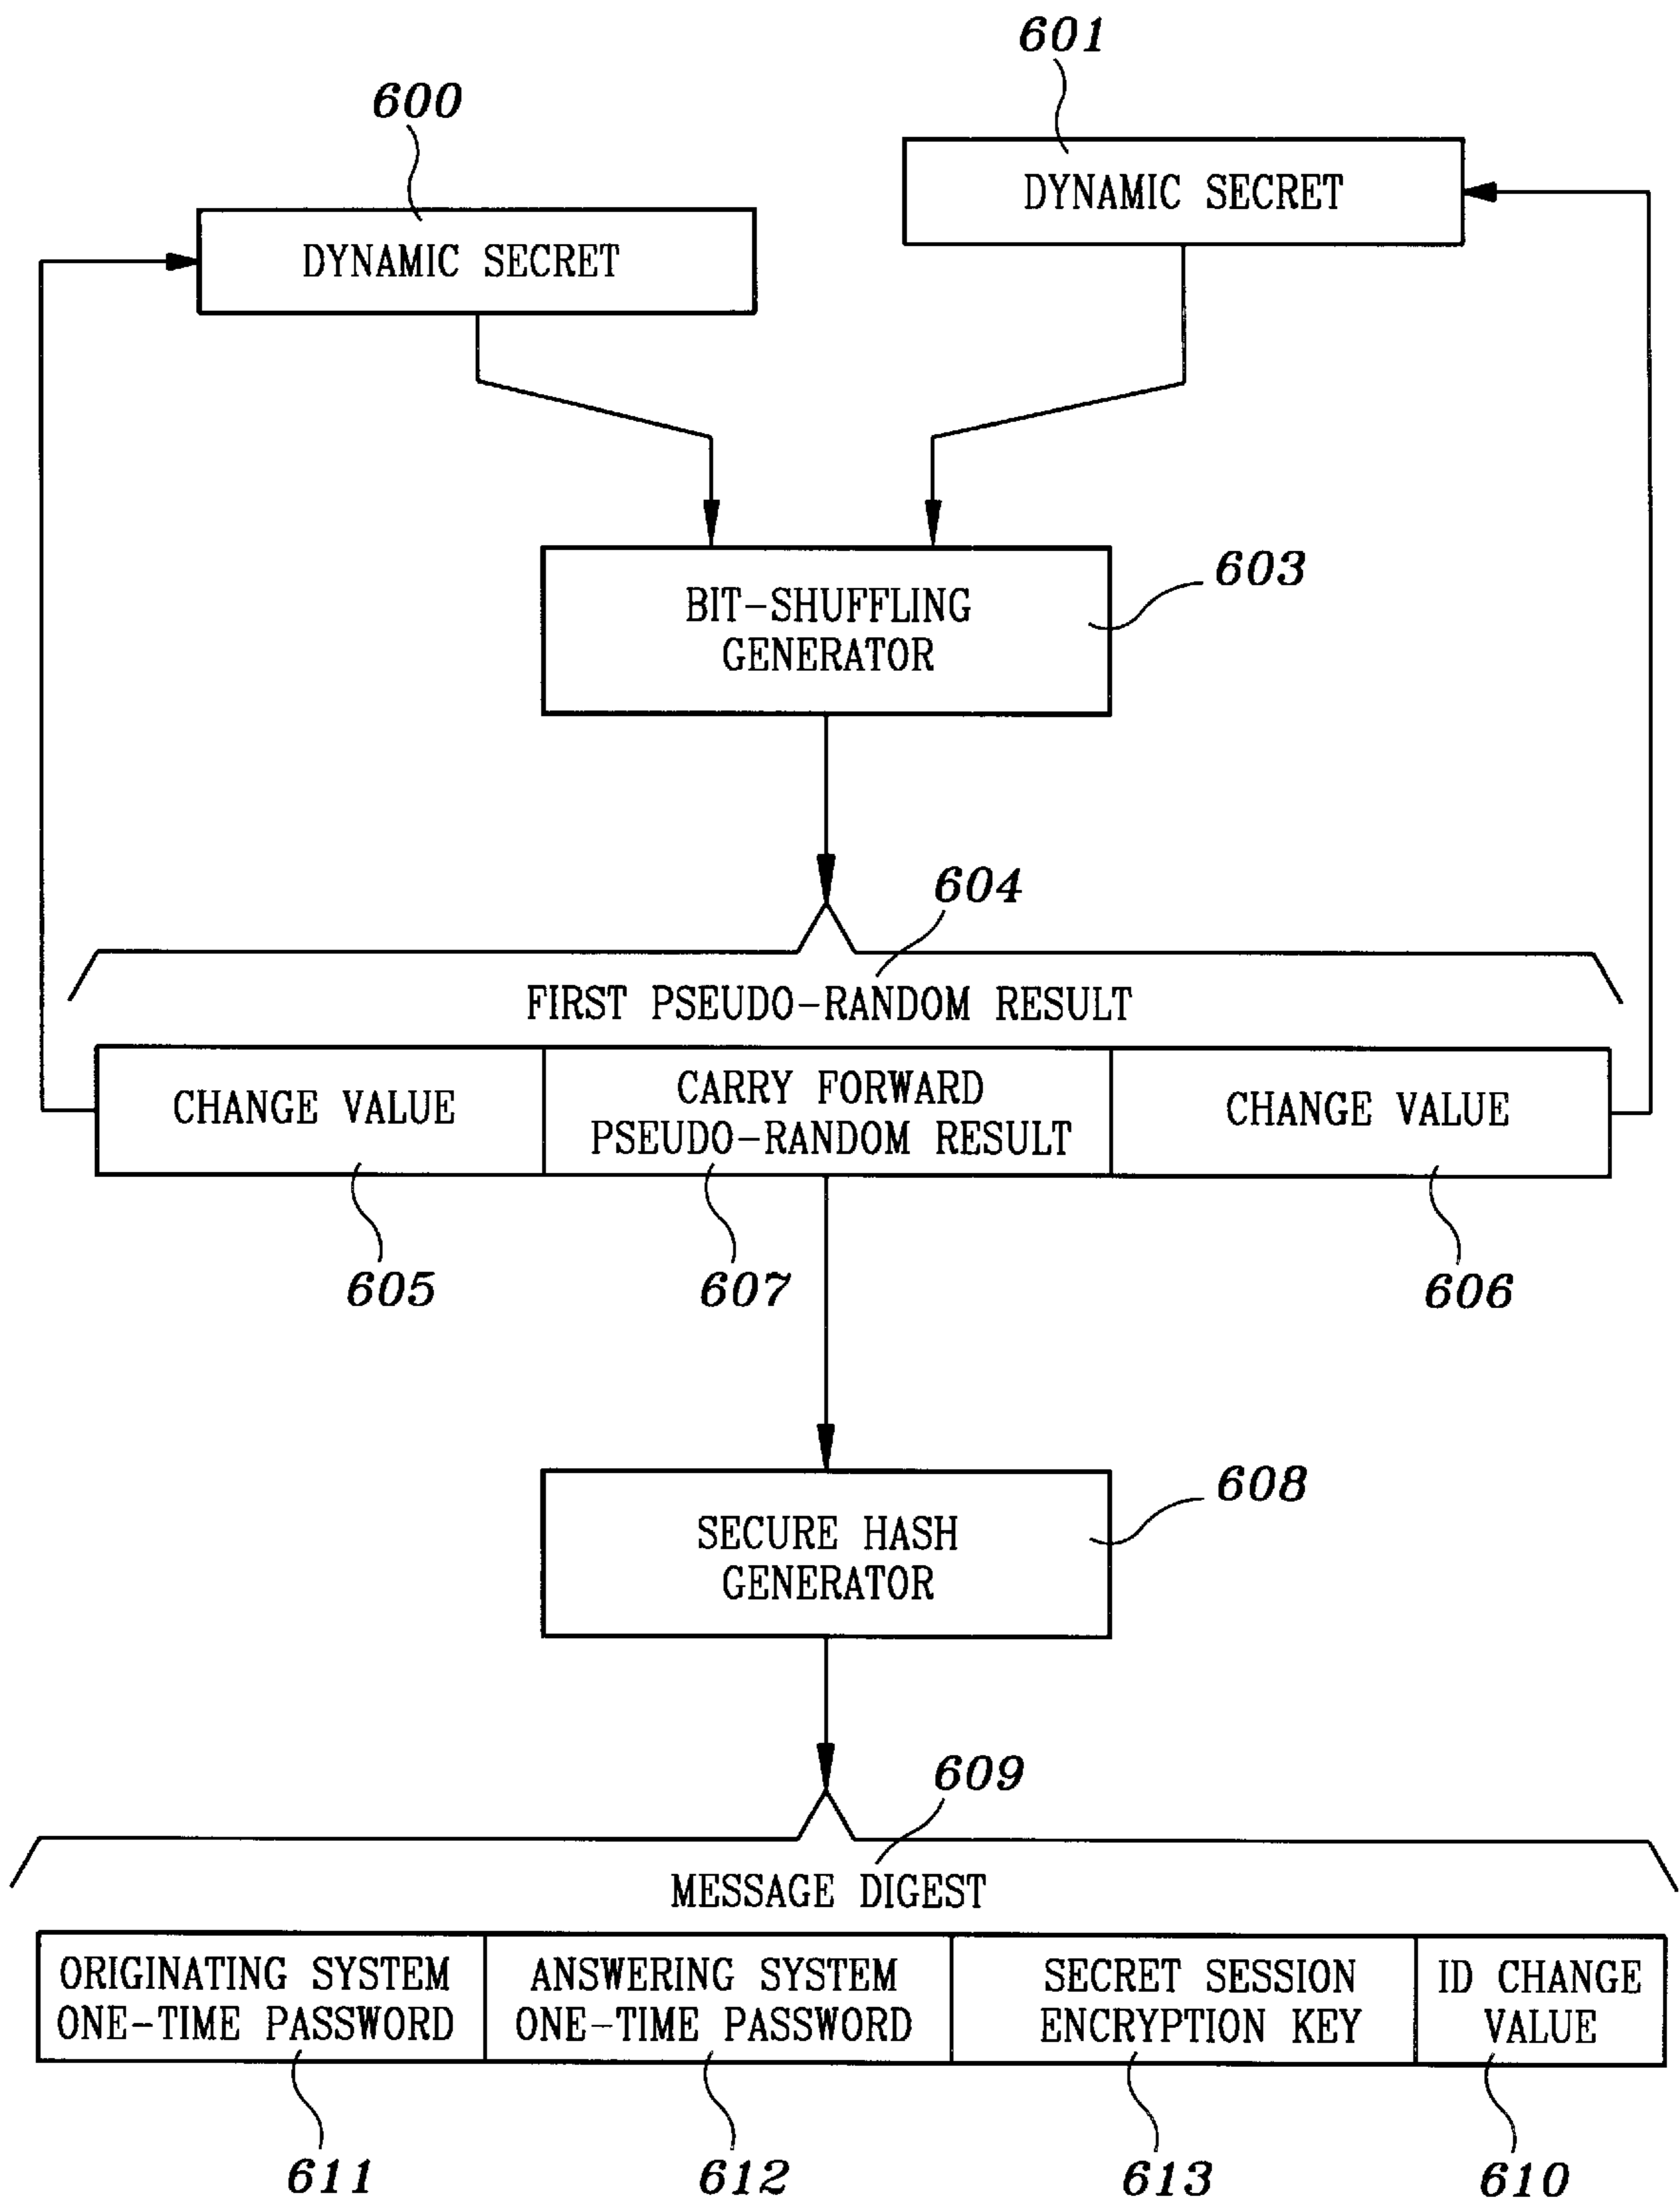 601
600
DYNAMIC SECRET
DYNAMIC SECRET
603
BIT-SHUFFLING
GENERATOR
604
FIRST PSEUDO-RANDOM RESULT
CHANGE VALUE
CARRY FORWARD
PSEUDO-RANDOM RESULT
CHANGE VALUE
605
607
606
608
SECURE HASH
GENERATOR
609
MESSAGE DIGEST
ORIGINATING SYSTEM
ONE-TIME PASSWORD
ANSWERING SYSTEM
ONE-TIME PASSWORD
SECRET SESSION
ENCRYPTION KEY
ID CHANGE
VALUE
611
612
613
610